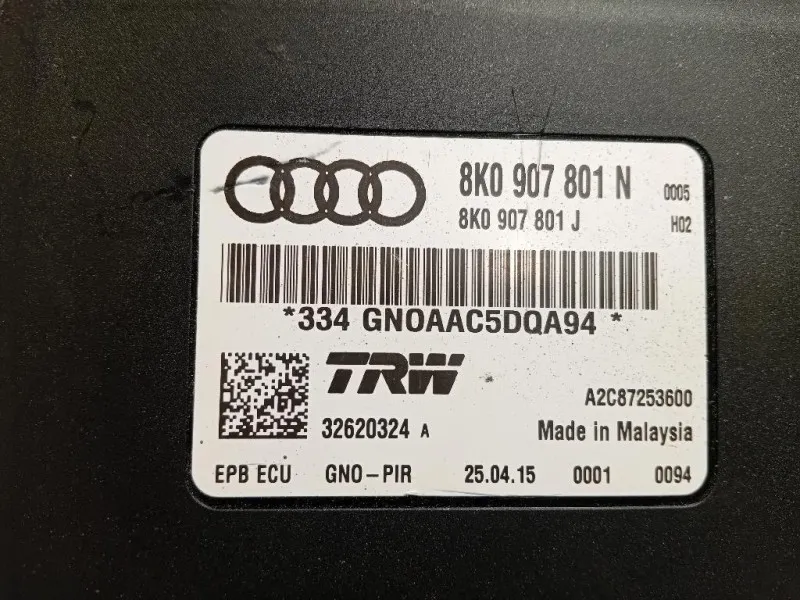 8K0 907 801 N 0005
8K0 907 801 J H02
*334 GNOAAC5DQA94 *
TRW
A2C87253600
32620324 A Made in Malaysia
EPB ECU GNO-PIR 25.04.15 0001 0094